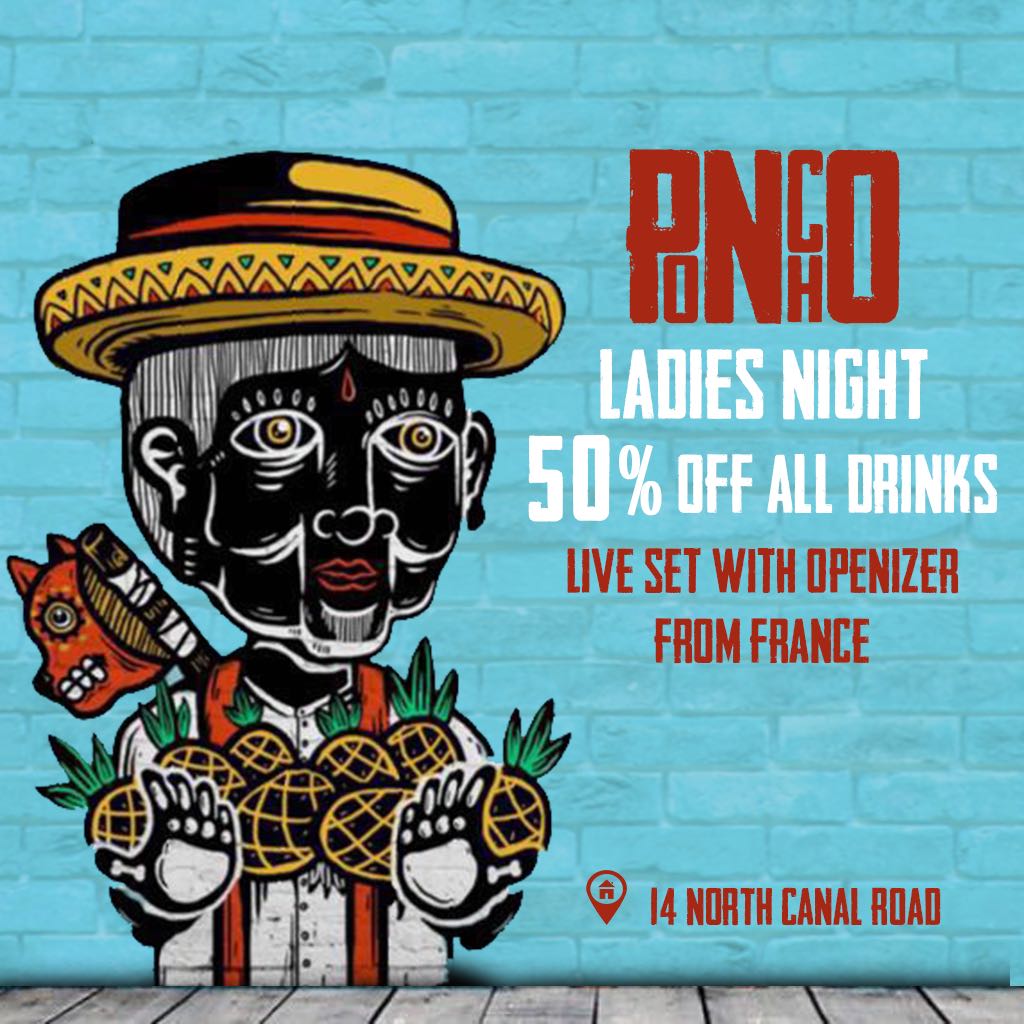 PONCHO
LADIES NIGHT
50% OFF ALL DRINKS
LIVE SET WITH OPENIZER
FROM FRANCE
14 NORTH CANAL ROAD